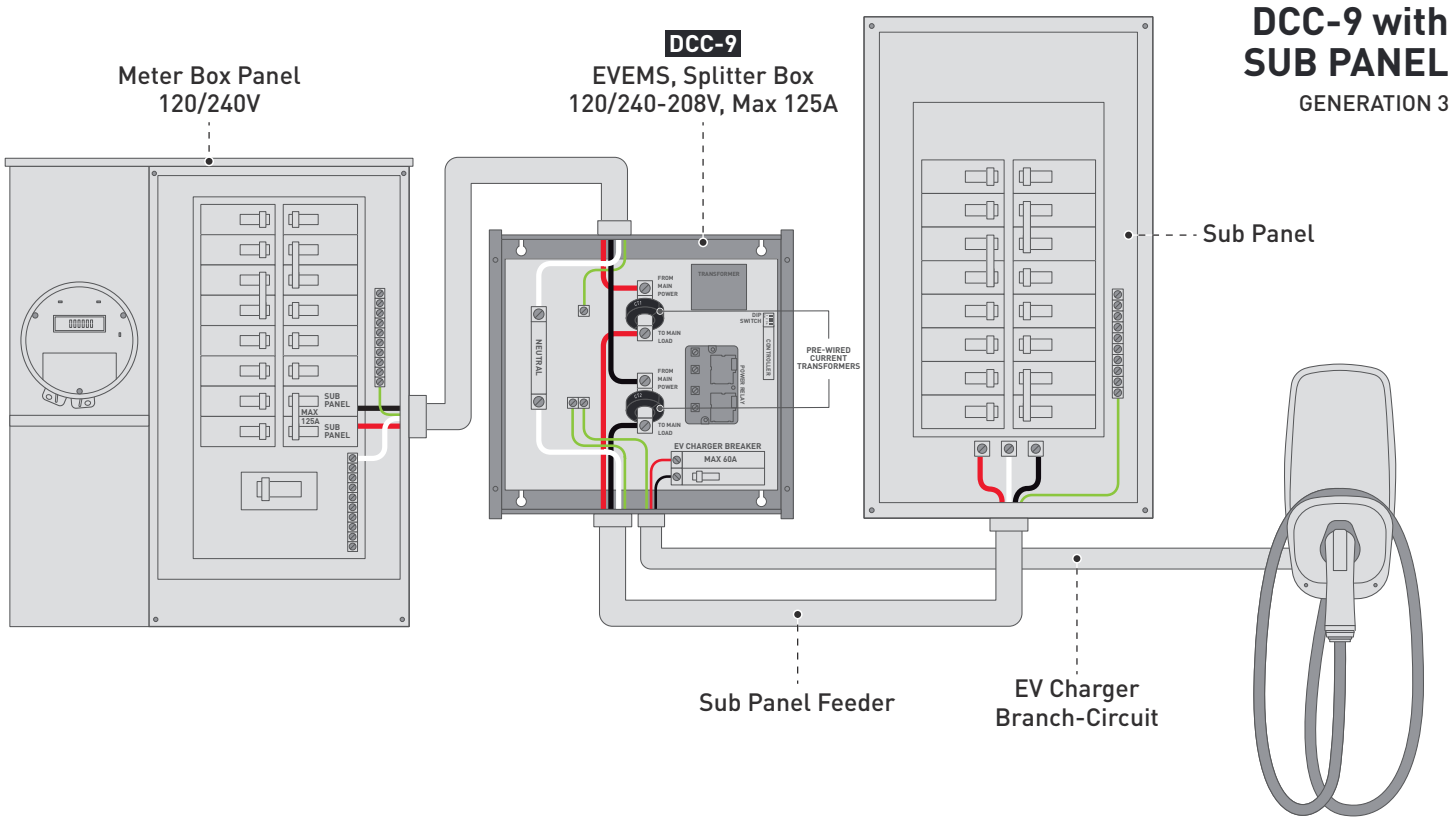 DCC-9 with
SUB PANEL
GENERATION 3
Meter Box Panel
120/240V
DCC-9
EVEMS, Splitter Box
120/240-208V, Max 125A
Sub Panel
SUB
PANEL
MAX
125A
SUB
PANEL
NEUTRAL
FROM
MAIN
POWER
CT1
TO MAIN
LOAD
FROM
MAIN
POWER
CT2
TO MAIN
LOAD
TRANSFORMER
DIP
SWITCH
CONTROLLER
POWER RELAY
EV CHARGER BREAKER
MAX 60A
PRE-WIRED
CURRENT
TRANSFORMERS
Sub Panel Feeder
EV Charger
Branch-Circuit